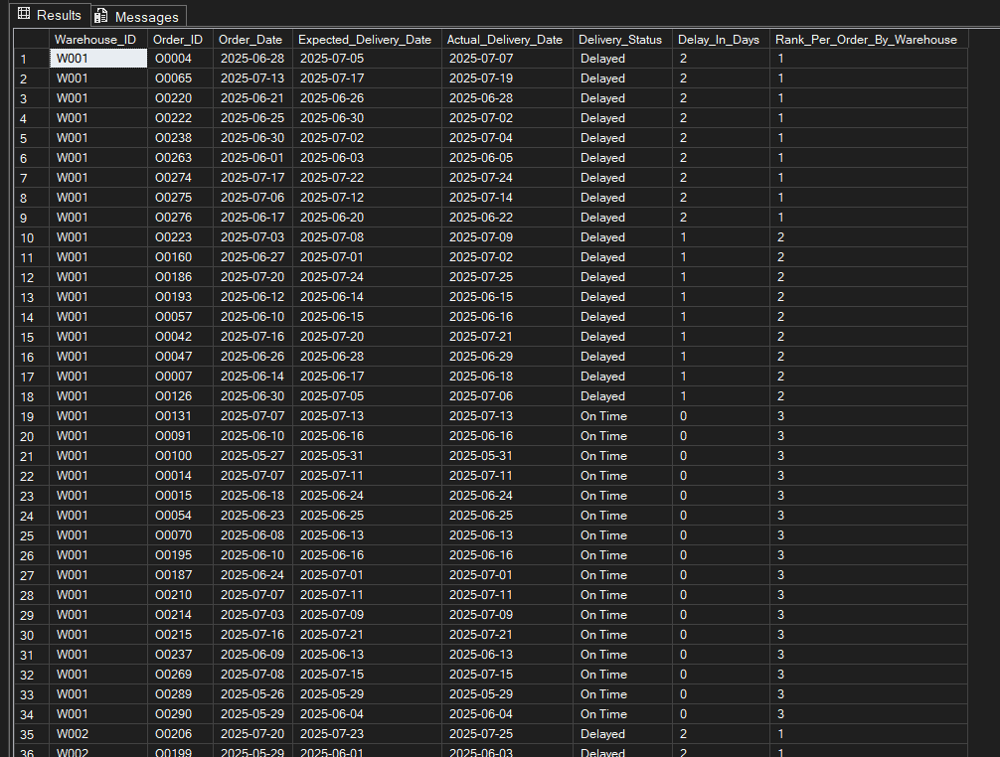 Results Messages
Warehouse_ID Order_ID Order_Date Expected_Delivery_Date Actual_Delivery_Date Delivery_Status Delay_In_Days Rank_Per_Order_By_Warehouse
1 W001 O0004 2025-06-28 2025-07-05 2025-07-07 Delayed 2 1
2 W001 O0065 2025-07-13 2025-07-17 2025-07-19 Delayed 2 1
3 W001 O0220 2025-06-21 2025-06-26 2025-06-28 Delayed 2 1
4 W001 O0222 2025-06-25 2025-06-30 2025-07-02 Delayed 2 1
5 W001 O0238 2025-06-30 2025-07-02 2025-07-04 Delayed 2 1
6 W001 O0263 2025-06-01 2025-06-03 2025-06-05 Delayed 2 1
7 W001 O0274 2025-07-17 2025-07-22 2025-07-24 Delayed 2 1
8 W001 O0275 2025-07-06 2025-07-12 2025-07-14 Delayed 2 1
9 W001 O0276 2025-06-17 2025-06-20 2025-06-22 Delayed 2 1
10 W001 O0223 2025-07-03 2025-07-08 2025-07-09 Delayed 1 2
11 W001 O0160 2025-06-27 2025-07-01 2025-07-02 Delayed 1 2
12 W001 O0186 2025-07-20 2025-07-24 2025-07-25 Delayed 1 2
13 W001 O0193 2025-06-12 2025-06-14 2025-06-15 Delayed 1 2
14 W001 O0057 2025-06-10 2025-06-15 2025-06-16 Delayed 1 2
15 W001 O0042 2025-07-16 2025-07-20 2025-07-21 Delayed 1 2
16 W001 O0047 2025-06-26 2025-06-28 2025-06-29 Delayed 1 2
17 W001 O0007 2025-06-14 2025-06-17 2025-06-18 Delayed 1 2
18 W001 O0126 2025-06-30 2025-07-05 2025-07-06 Delayed 1 2
19 W001 O0131 2025-07-07 2025-07-13 2025-07-13 On Time 0 3
20 W001 O0091 2025-06-10 2025-06-16 2025-06-16 On Time 0 3
21 W001 O0100 2025-05-27 2025-05-31 2025-05-31 On Time 0 3
22 W001 O0014 2025-07-07 2025-07-11 2025-07-11 On Time 0 3
23 W001 O0015 2025-06-18 2025-06-24 2025-06-24 On Time 0 3
24 W001 O0054 2025-06-23 2025-06-25 2025-06-25 On Time 0 3
25 W001 O0070 2025-06-08 2025-06-13 2025-06-13 On Time 0 3
26 W001 O0195 2025-06-10 2025-06-16 2025-06-16 On Time 0 3
27 W001 O0187 2025-06-24 2025-07-01 2025-07-01 On Time 0 3
28 W001 O0210 2025-07-07 2025-07-11 2025-07-11 On Time 0 3
29 W001 O0214 2025-07-03 2025-07-09 2025-07-09 On Time 0 3
30 W001 O0215 2025-07-16 2025-07-21 2025-07-21 On Time 0 3
31 W001 O0237 2025-06-09 2025-06-13 2025-06-13 On Time 0 3
32 W001 O0269 2025-07-08 2025-07-15 2025-07-15 On Time 0 3
33 W001 O0289 2025-05-26 2025-05-29 2025-05-29 On Time 0 3
34 W001 O0290 2025-05-29 2025-06-04 2025-06-04 On Time 0 3
35 W002 O0206 2025-07-20 2025-07-23 2025-07-25 Delayed 2 1
36 W002 O0199 2025-05-29 2025-06-01 2025-06-03 Delayed 2 1